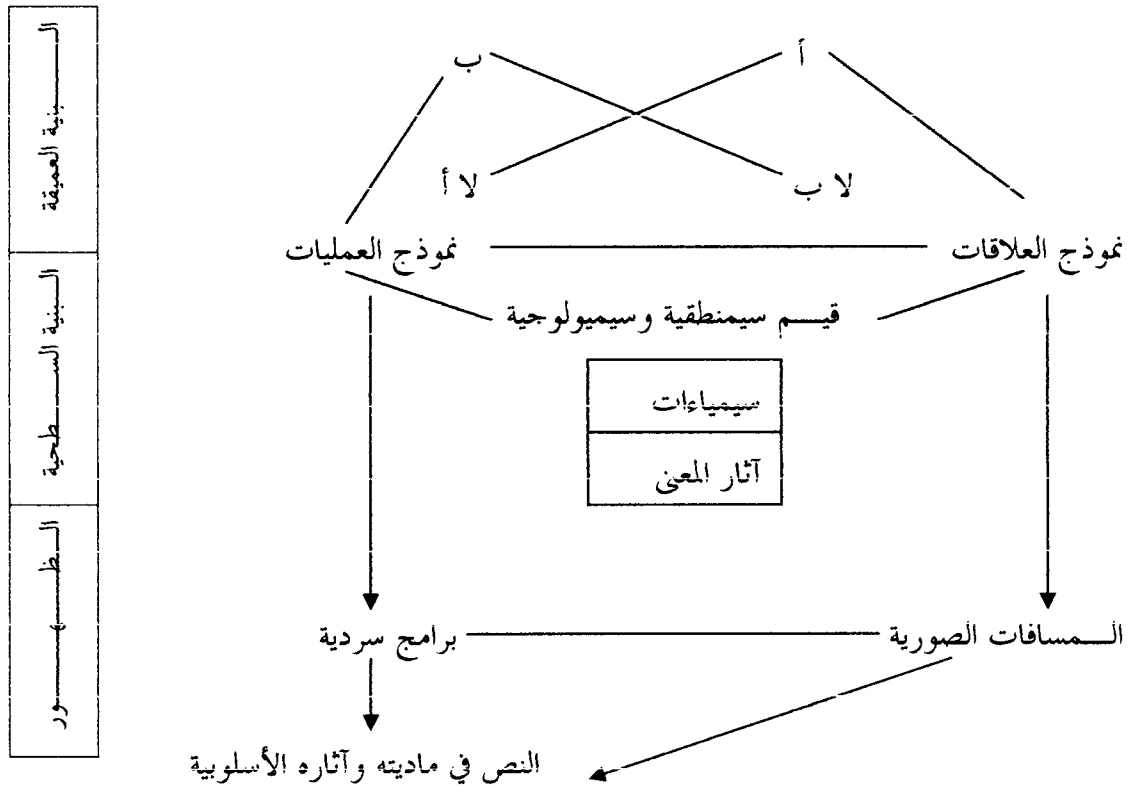 أ ب
لا ب لا أ
نموذج العلاقات نموذج العمليات
قيم سيمنطقية وسيميولوجية
سيمياءات
آثار المعنى
المسافات الصورية برامج سردية
النص في ماديته وآثاره الأسلوبية
البنية العميقة
البنية السطحية
الظهور